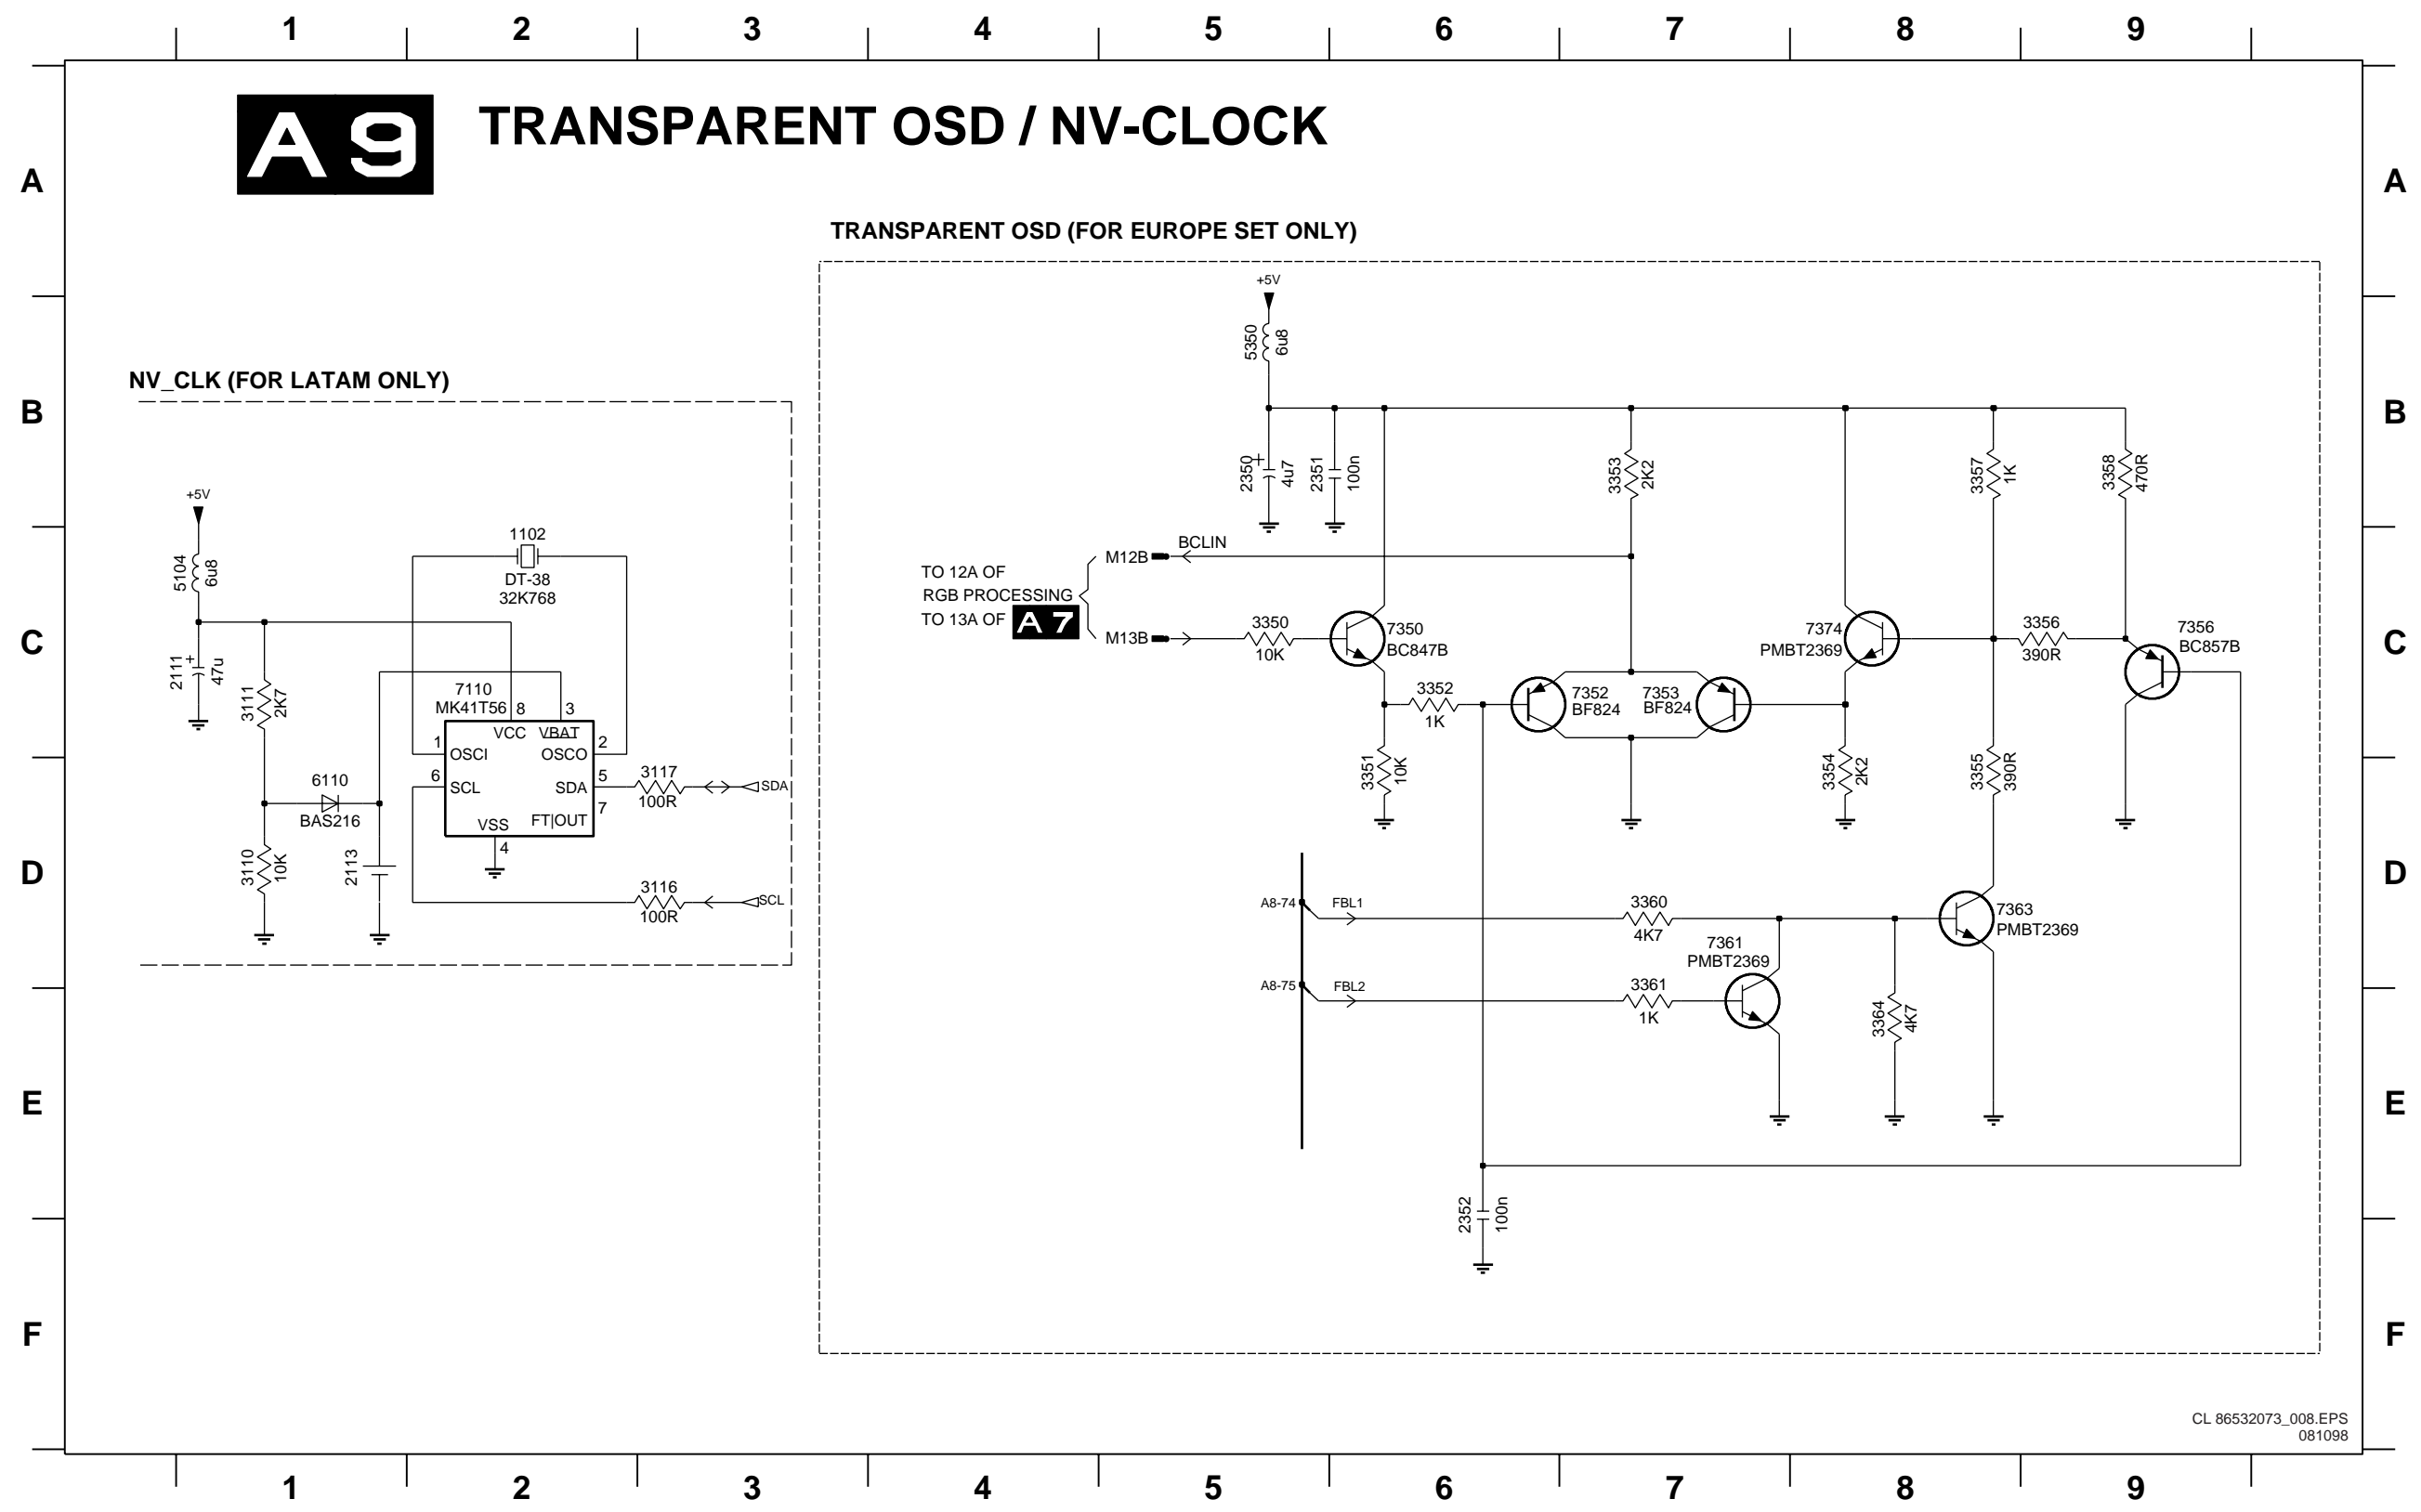 1 2 3 4 5 6 7 8 9
A9
TRANSPARENT OSD / NV-CLOCK
A A
TRANSPARENT OSD (FOR EUROPE SET ONLY)
+5V
5350
6u8
NV_CLK (FOR LATAM ONLY)
B B
2350
+
4u7
2351
100n
3353
2K2
3357
1K
3358
470R
+5V
5104
6u8
1102
DT-38
32K768
M12B
BCLIN
TO 12A OF
RGB PROCESSING
TO 13A OF A7
M13B
3350
10K
7350
BC847B
7374
PMBT2369
3356
390R
7356
BC857B
C C
2111
+
47u
3111
2K7
7110
MK41T56
8
3
VCC
VBAT
1
OSCI
OSCO
2
6
SCL
SDA
5
7
FT|OUT
VSS
4
3352
1K
7352
BF824
7353
BF824
3351
10K
3354
2K2
3355
390R
3117
100R
SDA
6110
BAS216
3110
10K
2113
3116
100R
SCL
D D
A8-74
FBL1
3360
4K7
7361
PMBT2369
7363
PMBT2369
A8-75
FBL2
3361
1K
3364
4K7
E E
2352
100n
F F
CL 86532073_008.EPS
081098
1 2 3 4 5 6 7 8 9